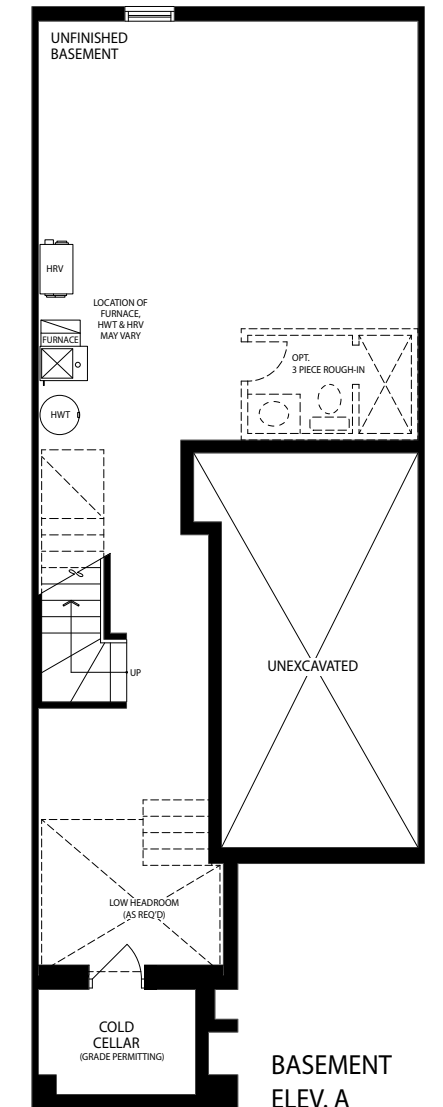 UNFINISHED
BASEMENT
HRV
LOCATION OF
FURNACE,
HWT & HRV
MAY VARY
FURNACE
OPT.
3 PIECE ROUGH-IN
HWT
UNEXCAVATED
UP
LOW HEADROOM
(AS REQ'D)
COLD
CELLAR
(GRADE PERMITTING)
BASEMENT
ELEV. A